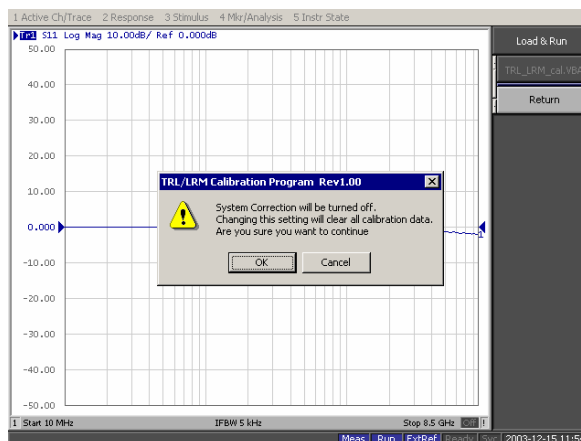 1 Active Ch/Trace 2 Response 3 Stimulus 4 Mkr/Analysis 5 Instr State
Tr1 S11 Log Mag 10.00dB/ Ref 0.000dB
50.00
40.00
30.00
20.00
10.00
0.000
-10.00
-20.00
-30.00
-40.00
-50.00
1
TRL/LRM Calibration Program Rev1.00
System Correction will be turned off.
Changing this setting will clear all calibration data.
Are you sure you want to continue
OK Cancel
Load & Run
TRL_LRM_cal.VBA
Return
1 Start 10 MHz IFBW 5 kHz Stop 8.5 GHz Off !
Meas Run ExtRef Ready Svc 2003-12-15 11:5